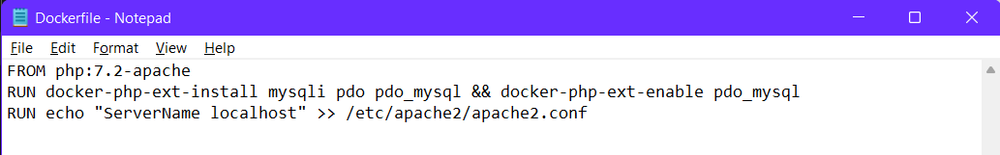 Dockerfile - Notepad
File Edit Format View Help
FROM php:7.2-apache
RUN docker-php-ext-install mysqli pdo pdo_mysql && docker-php-ext-enable pdo_mysql
RUN echo "ServerName localhost" >> /etc/apache2/apache2.conf